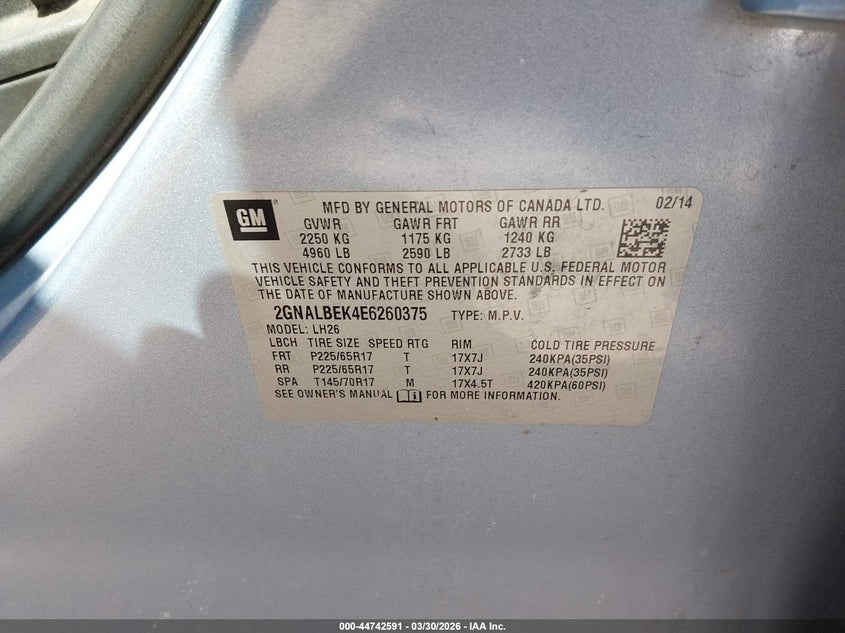 GM
MFD BY GENERAL MOTORS OF CANADA LTD. 02/14
GVWR GAWR FRT GAWR RR
2250 KG 1175 KG 1240 KG
4960 LB 2590 LB 2733 LB
THIS VEHICLE CONFORMS TO ALL APPLICABLE U.S. FEDERAL MOTOR
VEHICLE SAFETY AND THEFT PREVENTION STANDARDS IN EFFECT ON
THE DATE OF MANUFACTURE SHOWN ABOVE.
2GNALBEK4E6260375 TYPE: M.P.V.
MODEL: LH26
LBCH TIRE SIZE SPEED RTG RIM COLD TIRE PRESSURE
FRT P225/65R17 T 17X7J 240KPA(35PSI)
RR P225/65R17 T 17X7J 240KPA(35PSI)
SPA T145/70R17 M 17X4.5T 420KPA(60PSI)
SEE OWNER'S MANUAL FOR MORE INFORMATION.
000-44742591 - 03/30/2026 - IAA Inc.